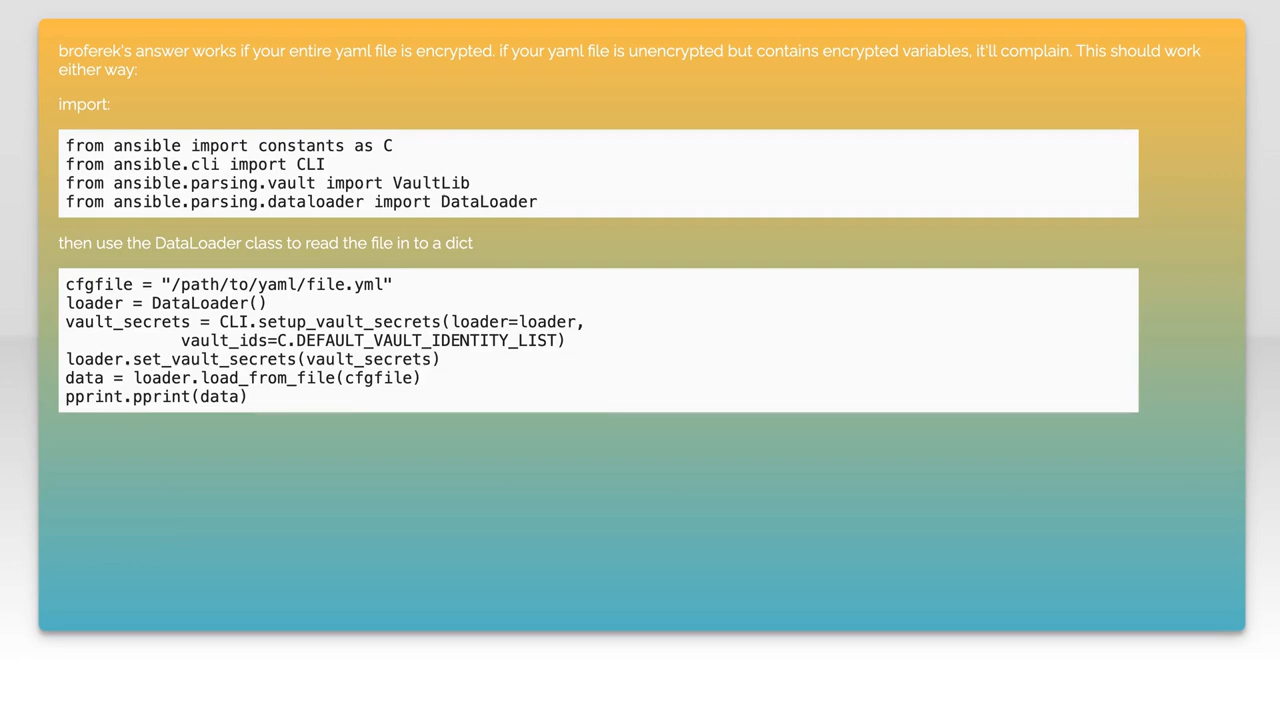 broferek's answer works if your entire yaml file is encrypted. if your yaml file is unencrypted but contains encrypted variables, it'll complain. This should work
either way:
import:
from ansible import constants as C
from ansible.cli import CLI
from ansible.parsing.vault import VaultLib
from ansible.parsing.dataloader import DataLoader
then use the DataLoader class to read the file in to a dict
cfgfile = "/path/to/yaml/file.yml"
loader = DataLoader()
vault_secrets = CLI.setup_vault_secrets(loader=loader,
            vault_ids=C.DEFAULT_VAULT_IDENTITY_LIST)
loader.set_vault_secrets(vault_secrets)
data = loader.load_from_file(cfgfile)
pprint.pprint(data)